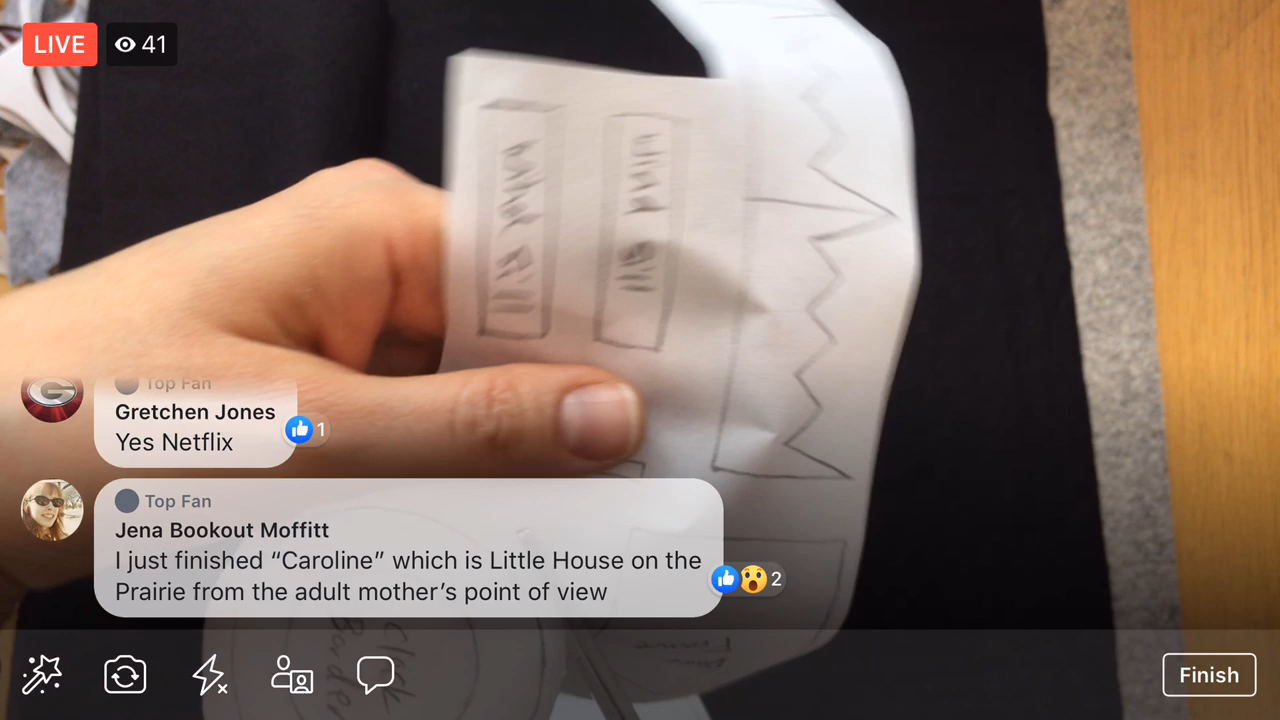 LIVE
41
Top Fan
Gretchen Jones
Yes Netflix
1
Top Fan
Jena Bookout Moffitt
I just finished “Caroline” which is Little House on the
Prairie from the adult mother’s point of view
2
Finish